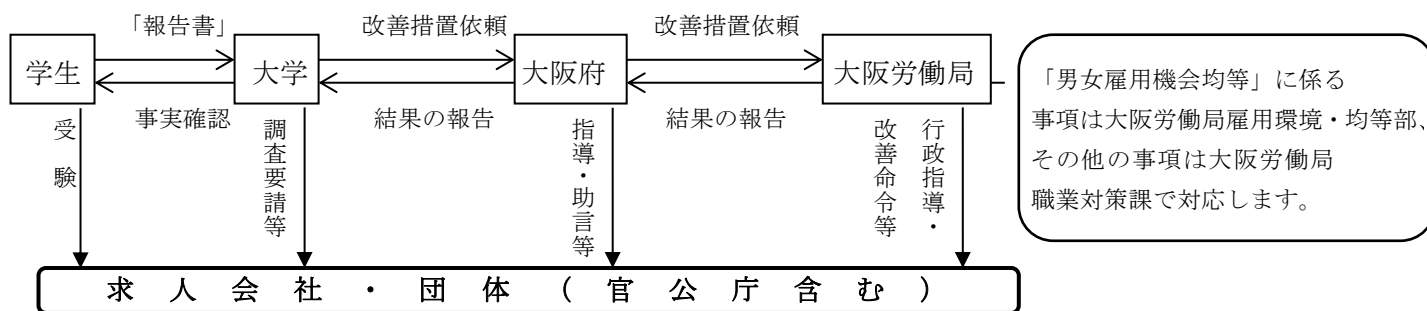 「報告書」
改善措置依頼
改善措置依頼
学生
大学
大阪府
大阪労働局
事実確認
結果の報告
結果の報告
受験
調査要請等
指導・助言等
行政指導・
改善命令等
「男女雇用機会均等」に係る
事項は大阪労働局雇用環境・均等部、
その他の事項は大阪労働局
職業対策課で対応します。
求人会社・団体(官公庁含む)